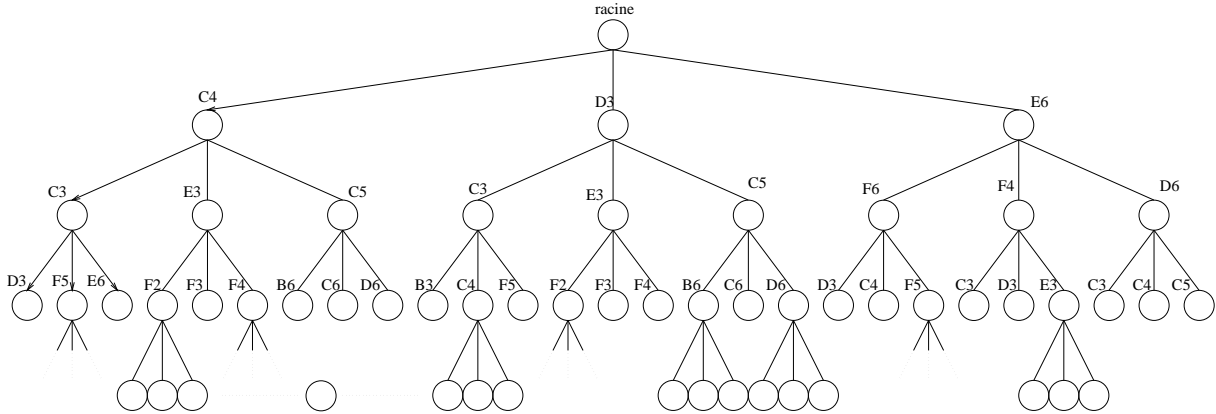 racine
C4 D3 E6
C3 E3 C5 C3 E3 C5 F6 F4 D6
D3 F5 E6 F2 F3 F4 B6 C6 D6 B3 C4 F5 F2 F3 F4 B6 C6 D6 D3 C4 F5 C3 D3 E3 C3 C4 C5